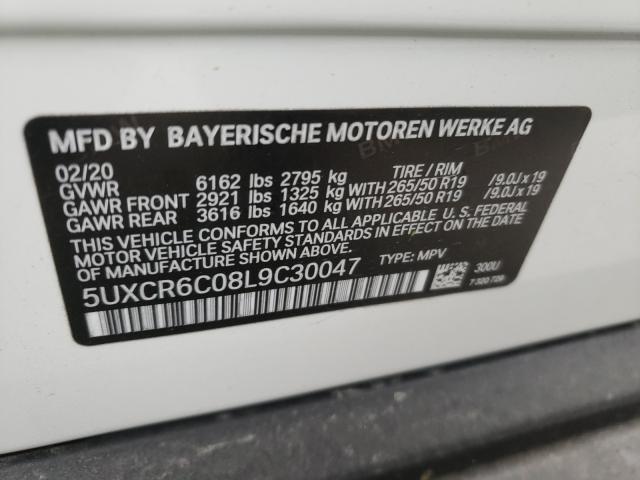 MFD BY BAYERISCHE MOTOREN WERKE AG
02/20
GVWR 6162 lbs 2795 kg TIRE / RIM
GAWR FRONT 2921 lbs 1325 kg WITH 265/50 R19 /9.0J x 19
GAWR REAR 3616 lbs 1640 kg WITH 265/50 R19 /9.0J x 19
THIS VEHICLE CONFORMS TO ALL APPLICABLE U. S. FEDERAL
MOTOR VEHICLE SAFETY STANDARDS IN EFFECT
ON THE DATE OF MANUFACTURE SHOWN ABOVE.
5UXCR6C08L9C30047 TYPE: MPV 300U
7 300 709